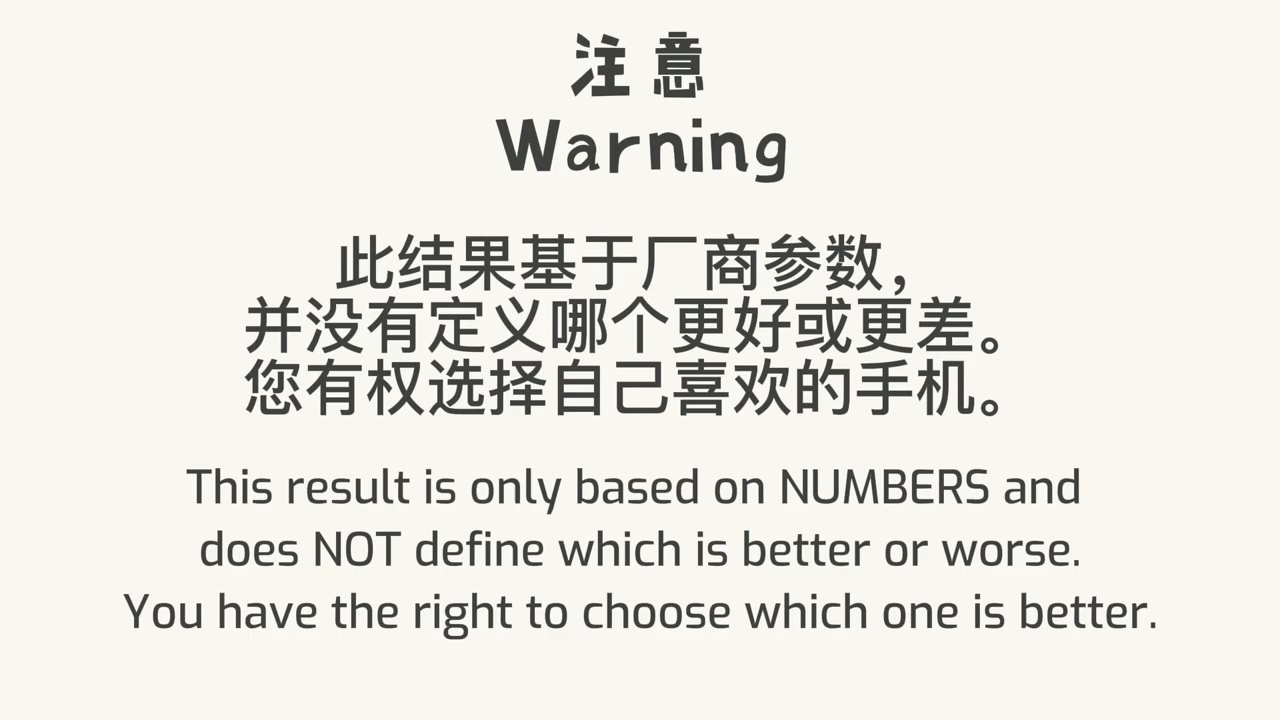 注意
Warning
此结果基于厂商参数，
并没有定义哪个更好或更差。
您有权选择自己喜欢的手机。
This result is only based on NUMBERS and
does NOT define which is better or worse.
You have the right to choose which one is better.